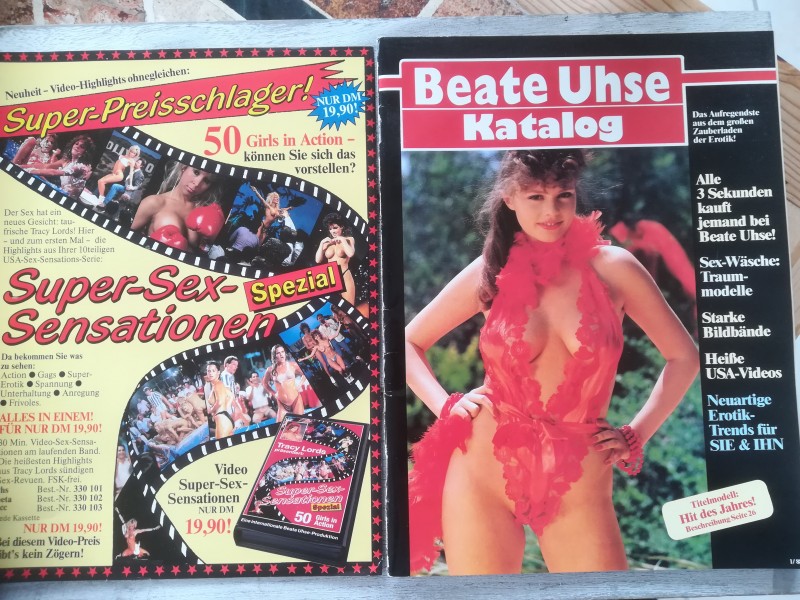 Neuheit – Video-Highlights ohnegleichen:
Super-Preisschlager!
NUR DM
19,90!
50 Girls in Action –
können Sie sich das
vorstellen?
Der Sex hat ein
neues Gesicht: tau-
frische Tracy Lords! Hier
– und zum ersten Mal – die
Highlights aus Ihrer 10teiligen
USA-Sex-Sensations-Serie:
Super-Sex-
Sensationen
Spezial
Da bekommen Sie was
zu sehen:
Action ● Gags ● Super-
Erotik ● Spannung ●
Unterhaltung ● Anregung
● Frivoles.
ALLES IN EINEM!
FÜR NUR DM 19,90!
Min. Video-Sex-Sensa-
tionen am laufenden Band.
Die heißesten Highlights
aus Tracy Lords sündigen
Sex-Revuen. FSK-frei.
Best.-Nr. 330 101
Best.-Nr. 330 102
Best.-Nr. 330 103
Kassette
NUR DM 19,90!
Bei diesem Video-Preis
gibt's kein Zögern!
Video
Super-Sex-
Sensationen
NUR DM
19,90!
Tracy Lords
präsentiert
Super-Sex-
Sensationen
Spezial
50 Girls in
Action
Eine internationale Beate Uhse-Produktion
Beate Uhse
Katalog
Das Aufregendste
aus dem großen
Zauberladen
der Erotik!
Alle
3 Sekunden
kauft
jemand bei
Beate Uhse!
Sex-Wäsche:
Traum-
modelle
Starke
Bildbände
Heiße
USA-Videos
Neuartige
Erotik-
Trends für
SIE & IHN
Titelmodell:
Hit des Jahres!
Beschreibung Seite 26